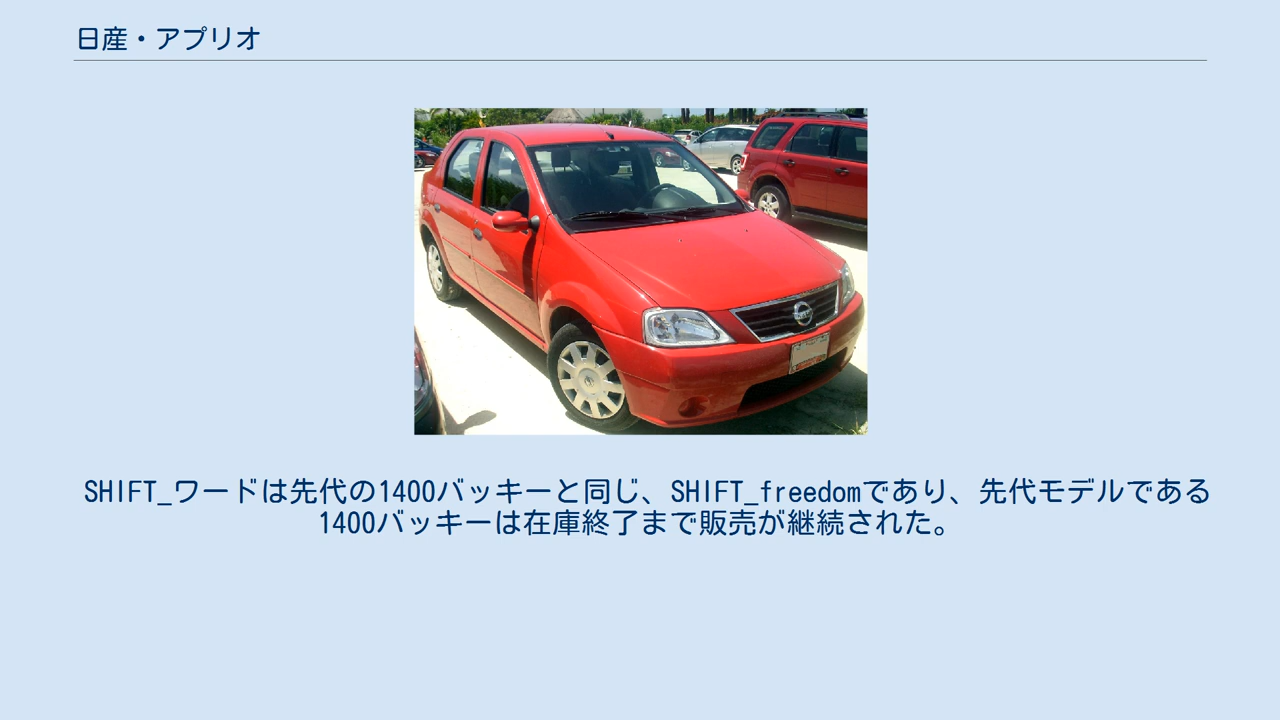 日産・アプリオ
SHIFT_ワードは先代の1400バッキーと同じ、SHIFT_freedomであり、先代モデルである
1400バッキーは在庫終了まで販売が継続された。